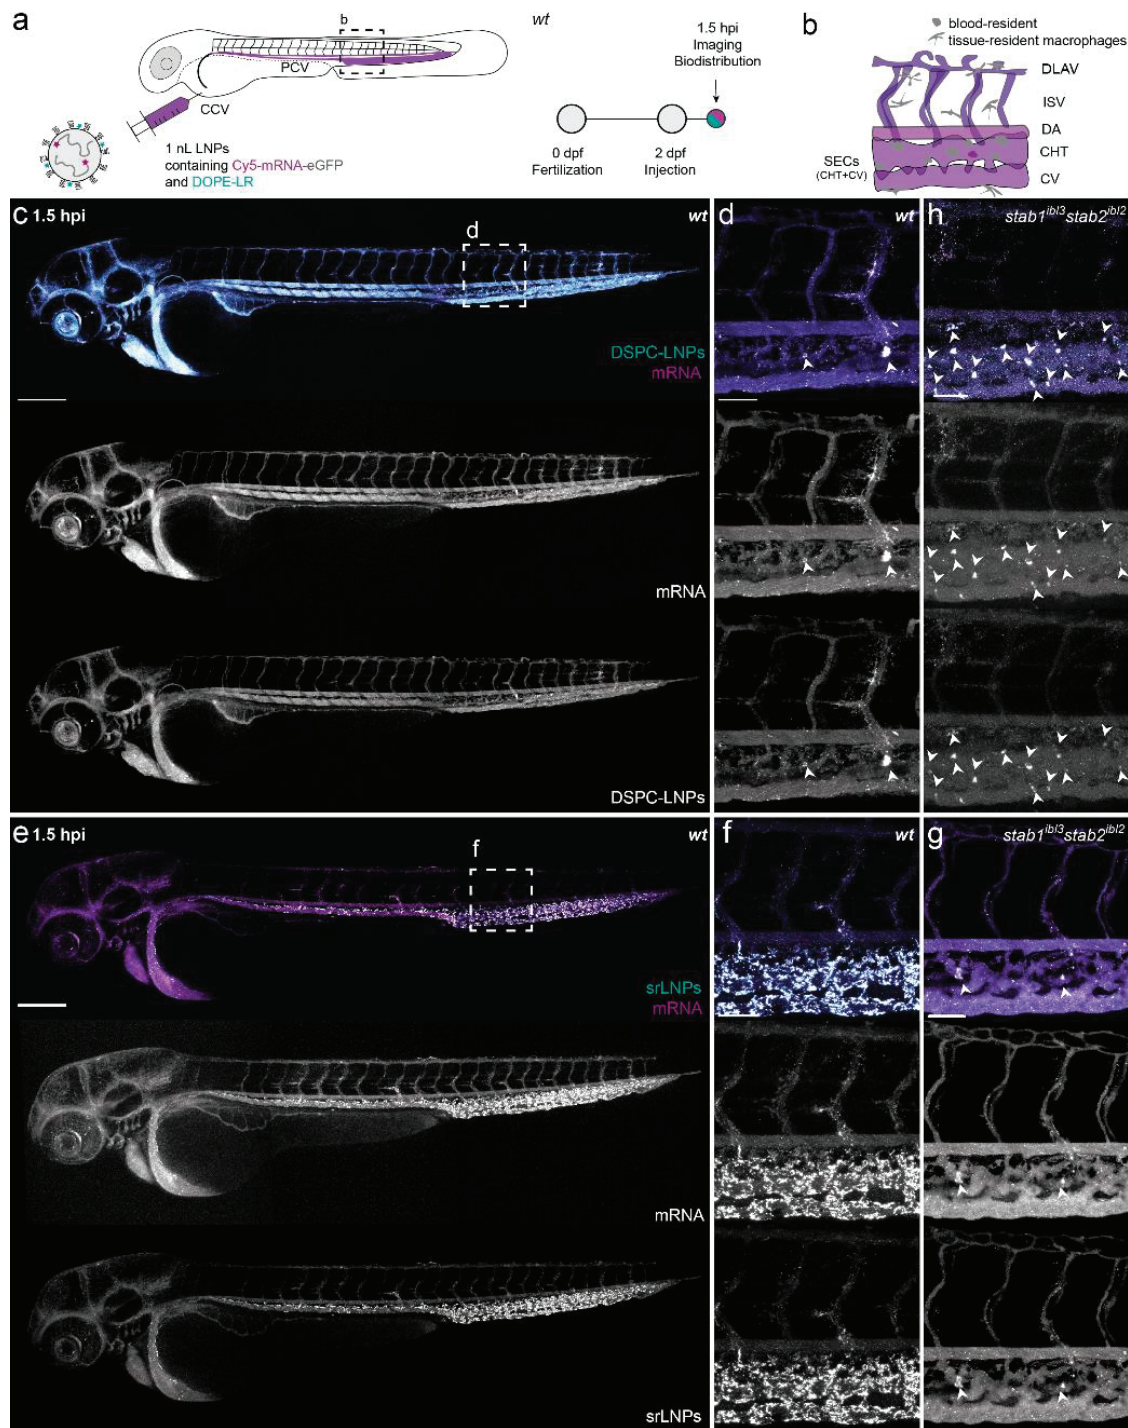 a
b
wt
PCV
CCV
1 nL LNPs
containing Cy5-mRNA-eGFP
and DOPE-LR
1.5 hpi
Imaging
Biodistribution
0 dpf
Fertilization
2 dpf
Injection
b
blood-resident
tissue-resident macrophages
DLAV
ISV
DA
CHT
CV
SECs
(CHT+CV)
c 1.5 hpi
wt
d
DSPC-LNPs
mRNA
mRNA
DSPC-LNPs
d
wt
h
stab1ibl3stab2ibl2
e 1.5 hpi
wt
f
srLNPs
mRNA
mRNA
srLNPs
f
wt
g
stab1ibl3stab2ibl2